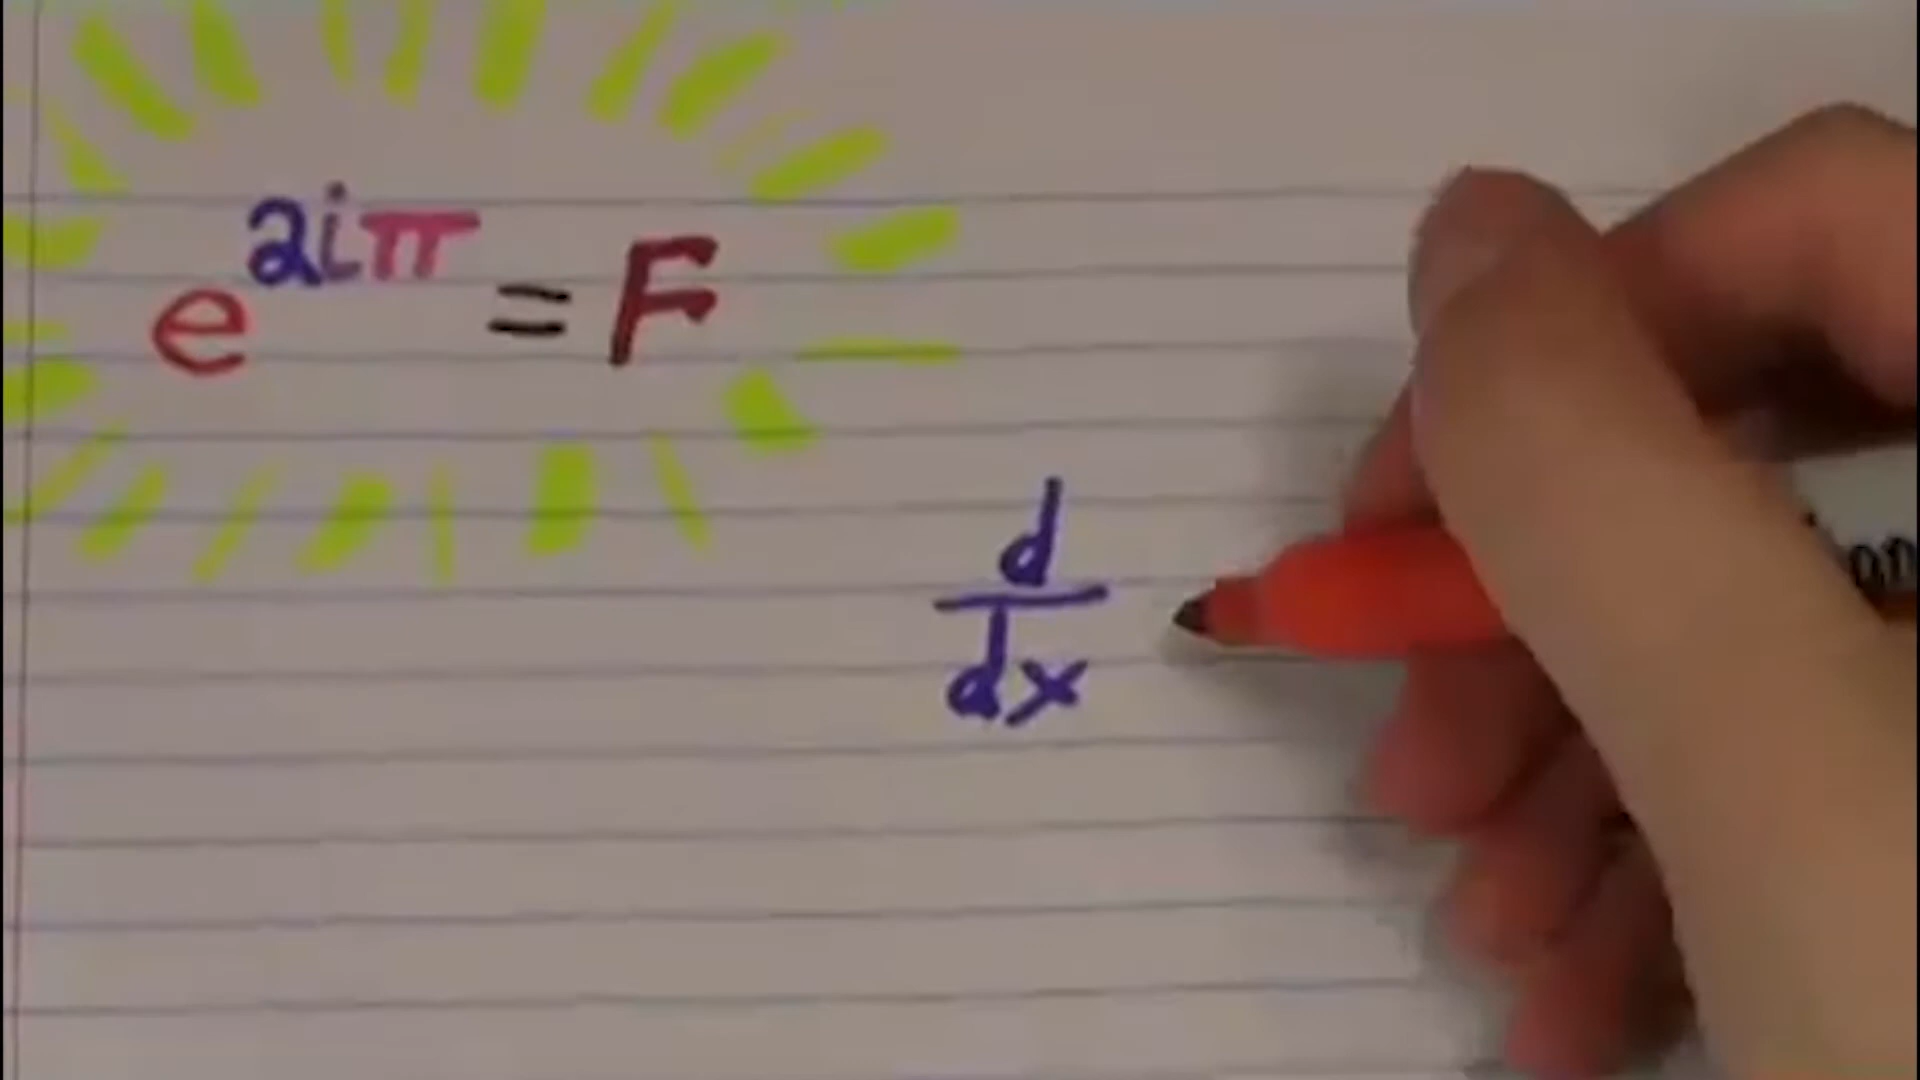 e^{2iπ} = F
d
dx